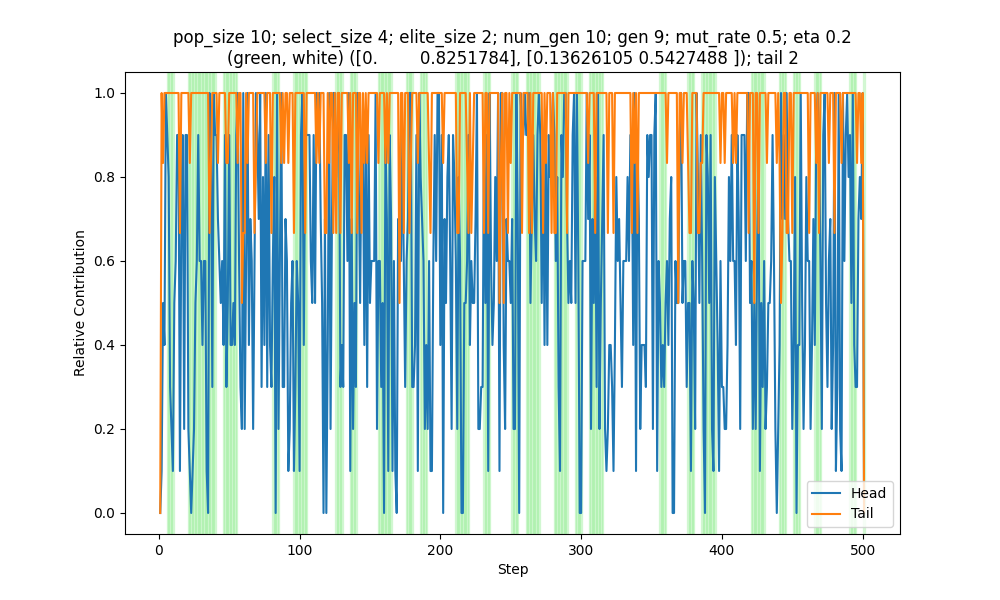 pop_size 10; select_size 4; elite_size 2; num_gen 10; gen 9; mut_rate 0.5; eta 0.2
(green, white) ([0.        0.8251784], [0.13626105 0.5427488 ]); tail 2
1.0
0.8
0.6
0.4
0.2
0.0
Relative Contribution
Head
Tail
0 100 200 300 400 500
Step